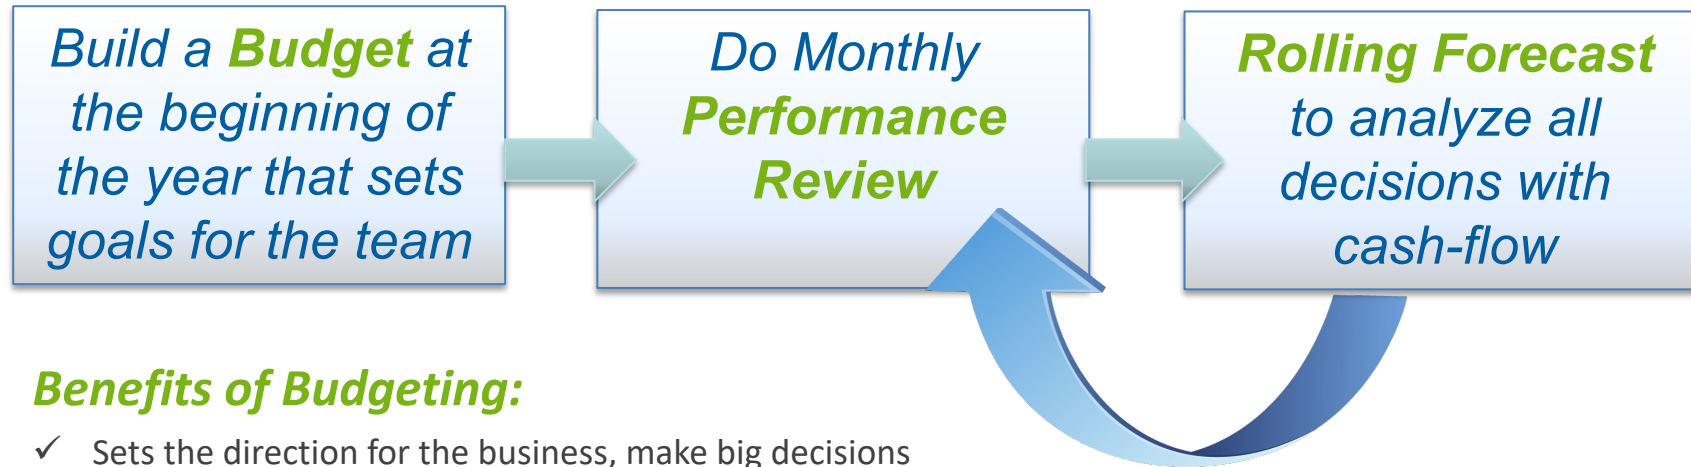 Build a Budget at
the beginning of
the year that sets
goals for the team
Do Monthly
Performance
Review
Rolling Forecast
to analyze all
decisions with
cash-flow
Benefits of Budgeting:
✓ Sets the direction for the business, make big decisions